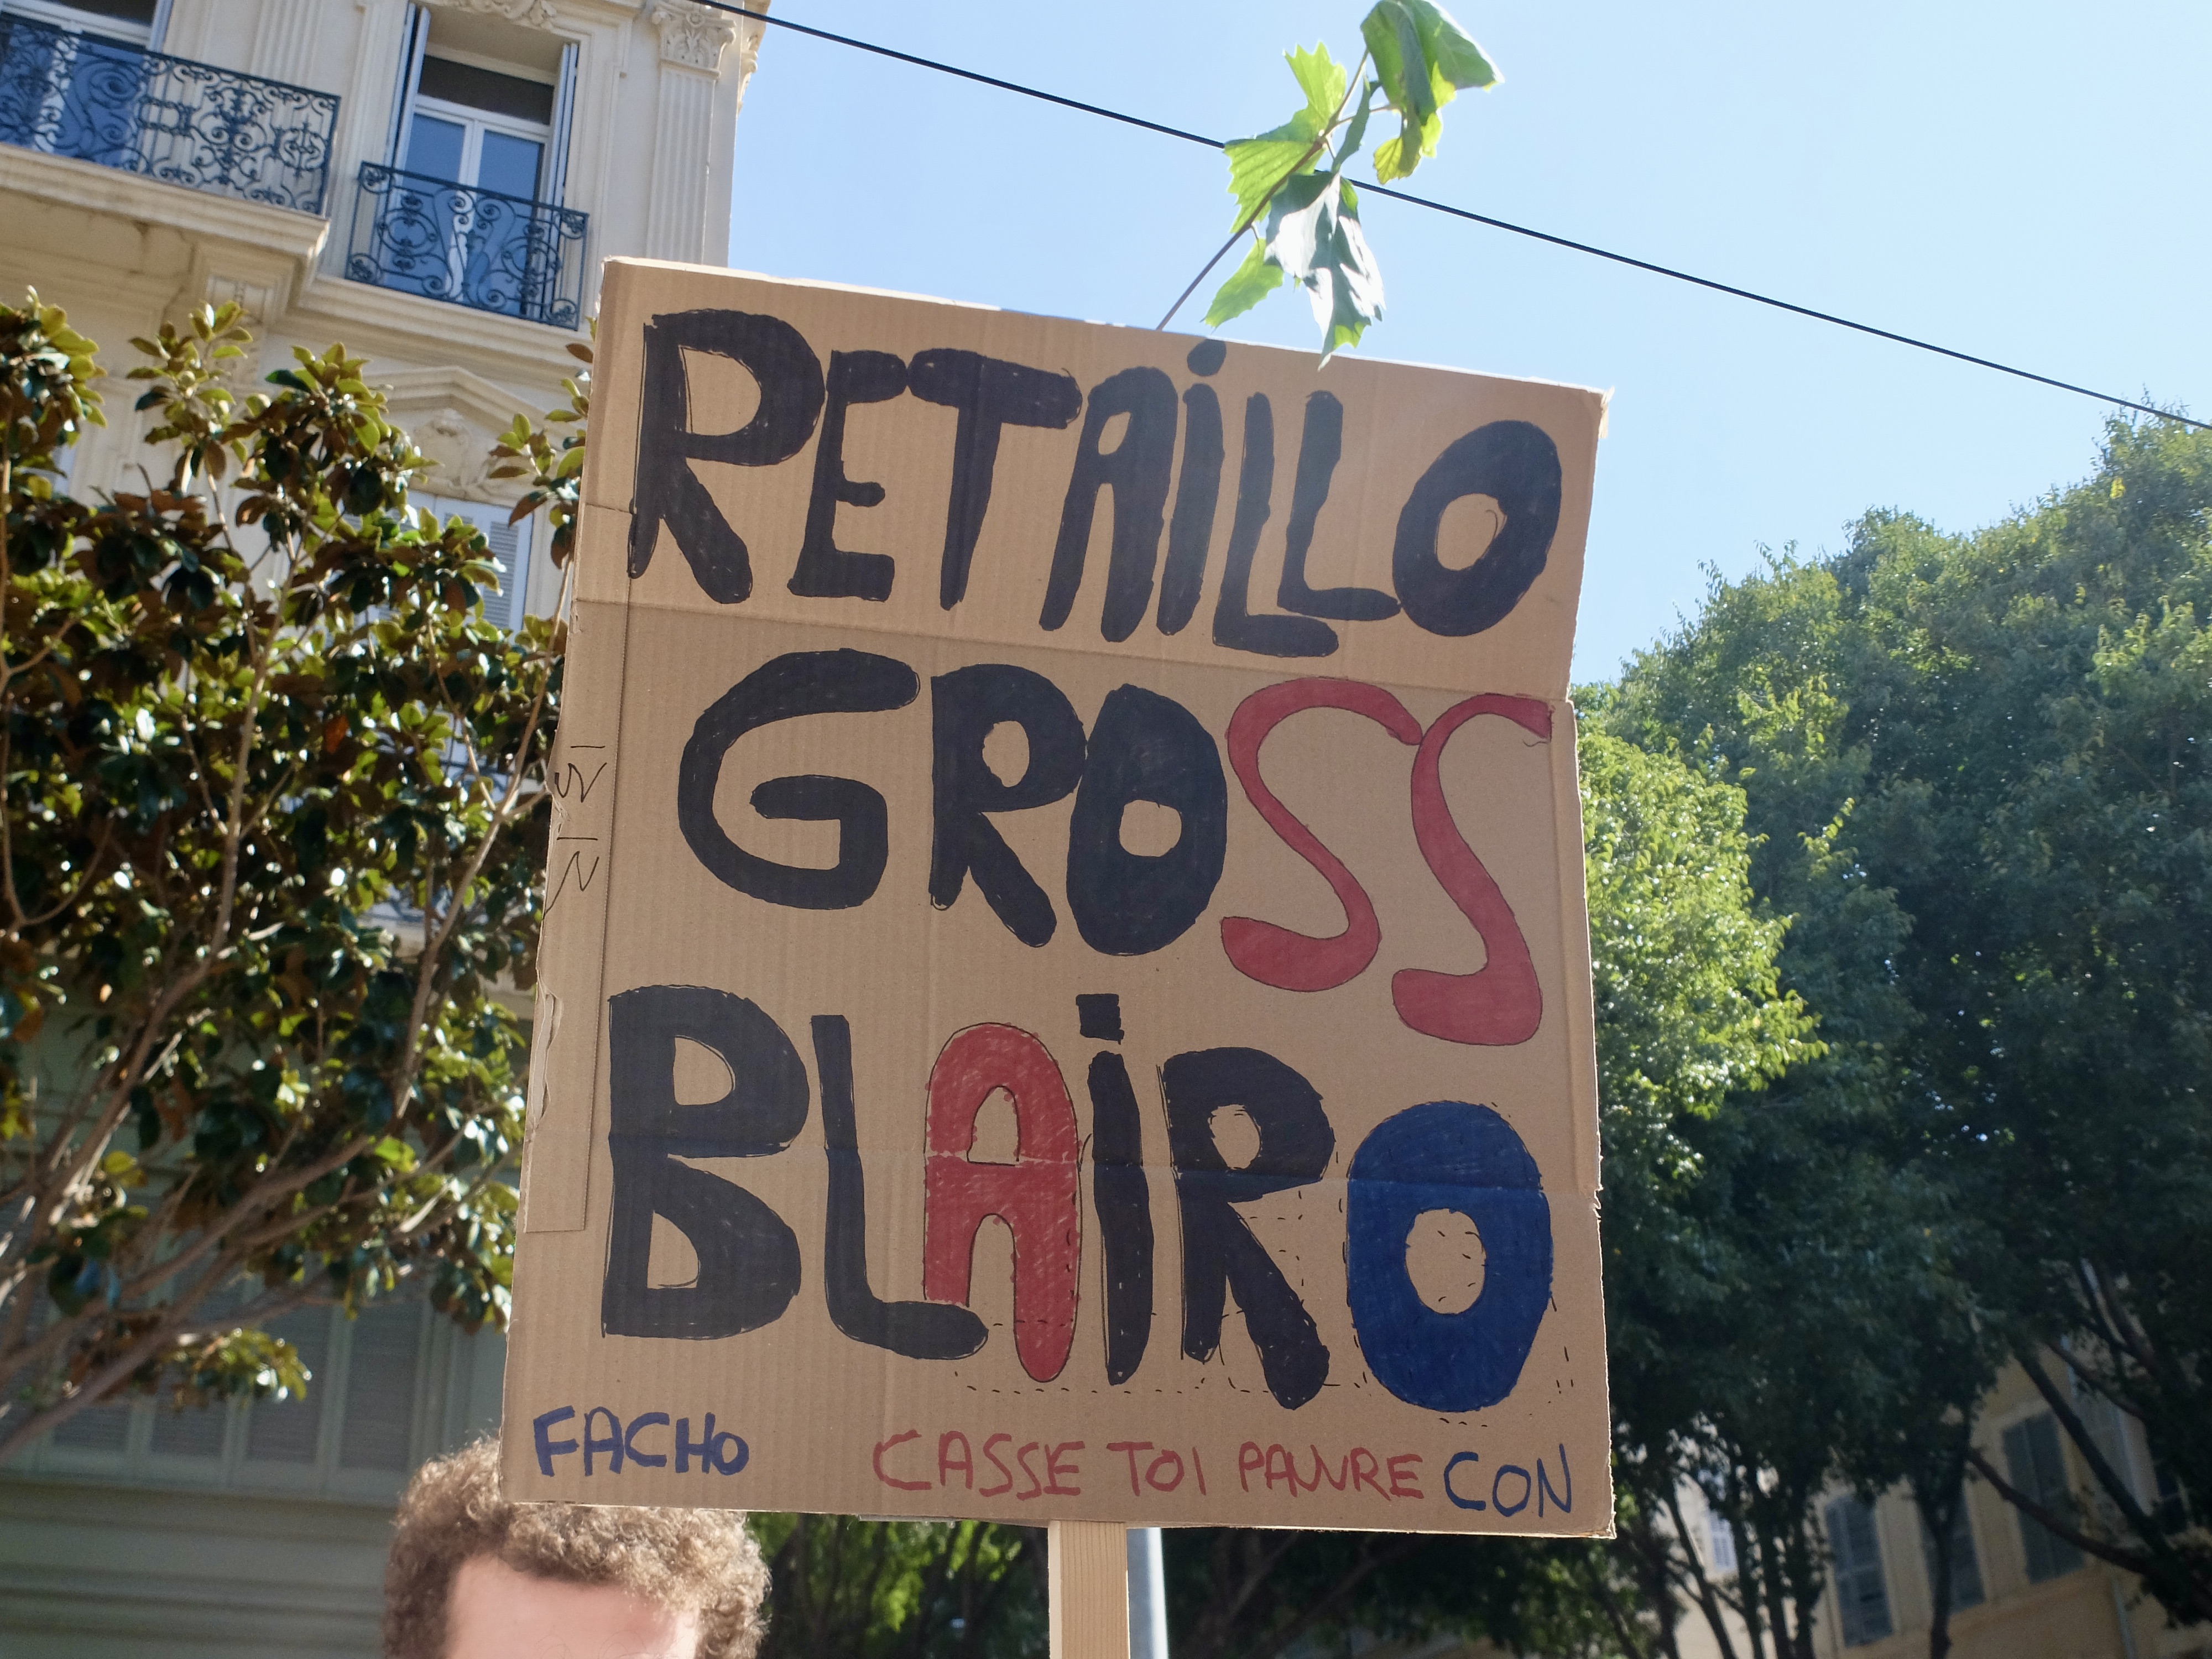 RETAiLLO
GROSS
BLAiRO
FACHO CASSE TOI PAUVRE CON